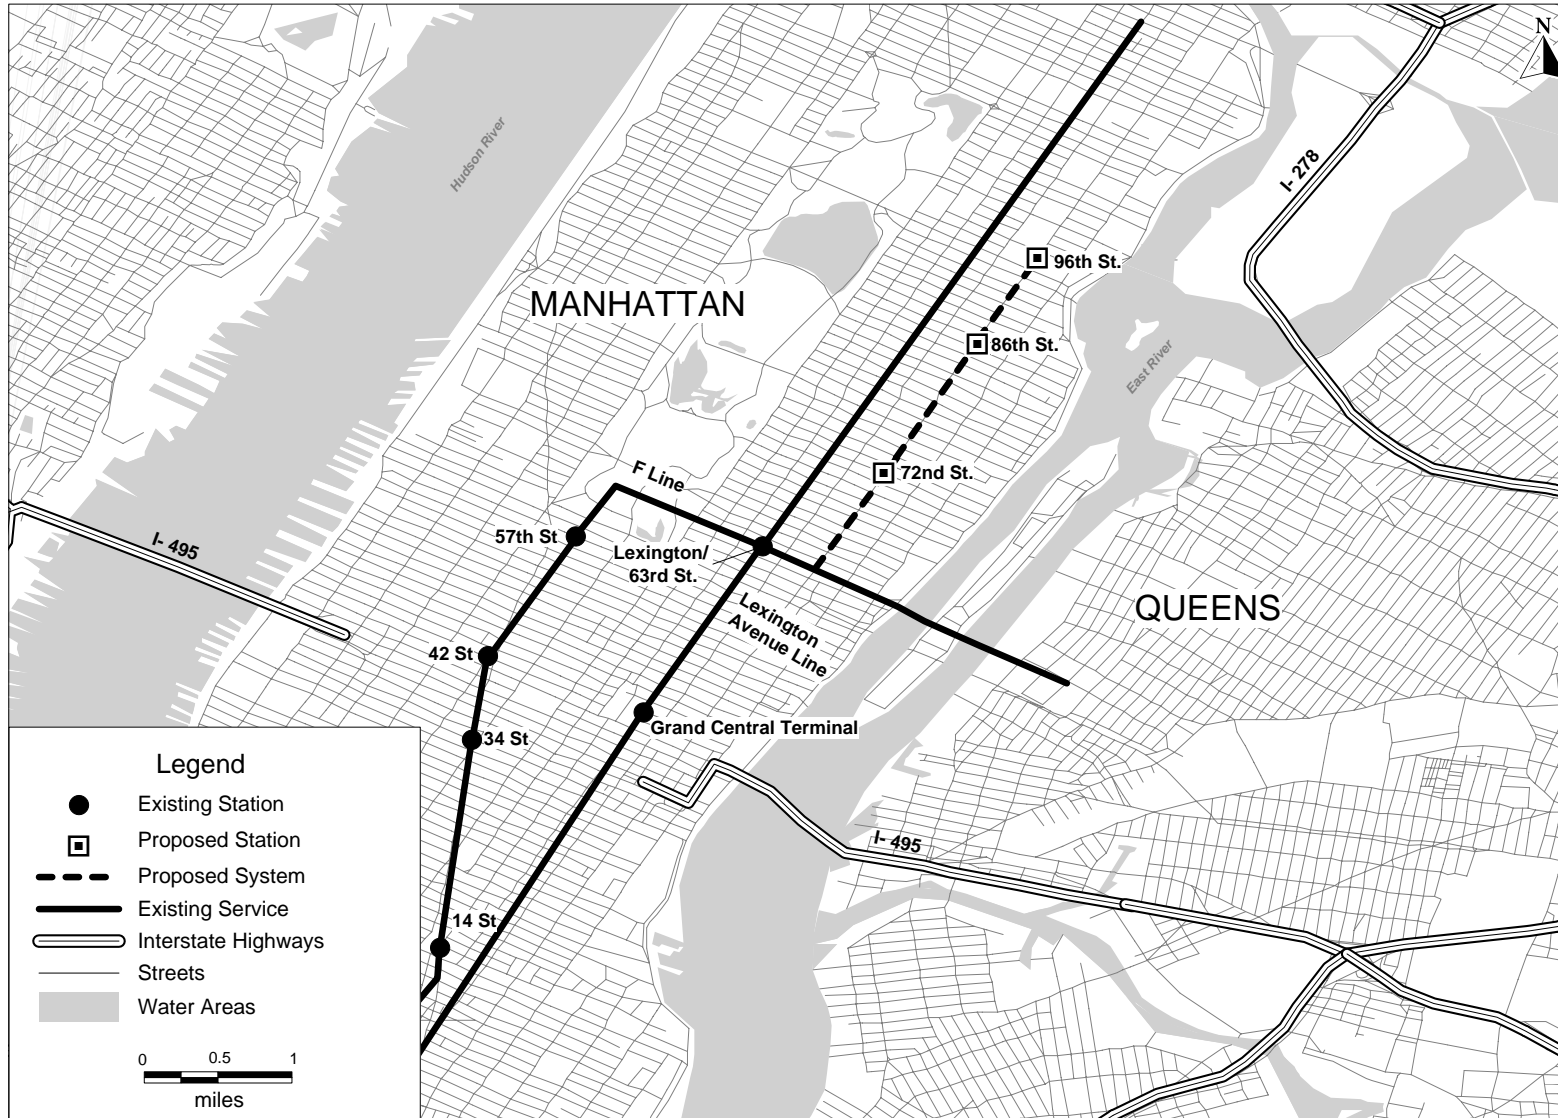 N
Hudson River
I- 278
96th St.
MANHATTAN
86th St.
East River
F Line
72nd St.
57th St
I- 495
Lexington/
63rd St.
Lexington
Avenue Line
QUEENS
42 St
Grand Central Terminal
34 St
I- 495
14 St
Legend
Existing Station
Proposed Station
Proposed System
Existing Service
Interstate Highways
Streets
Water Areas
0 0.5 1
miles